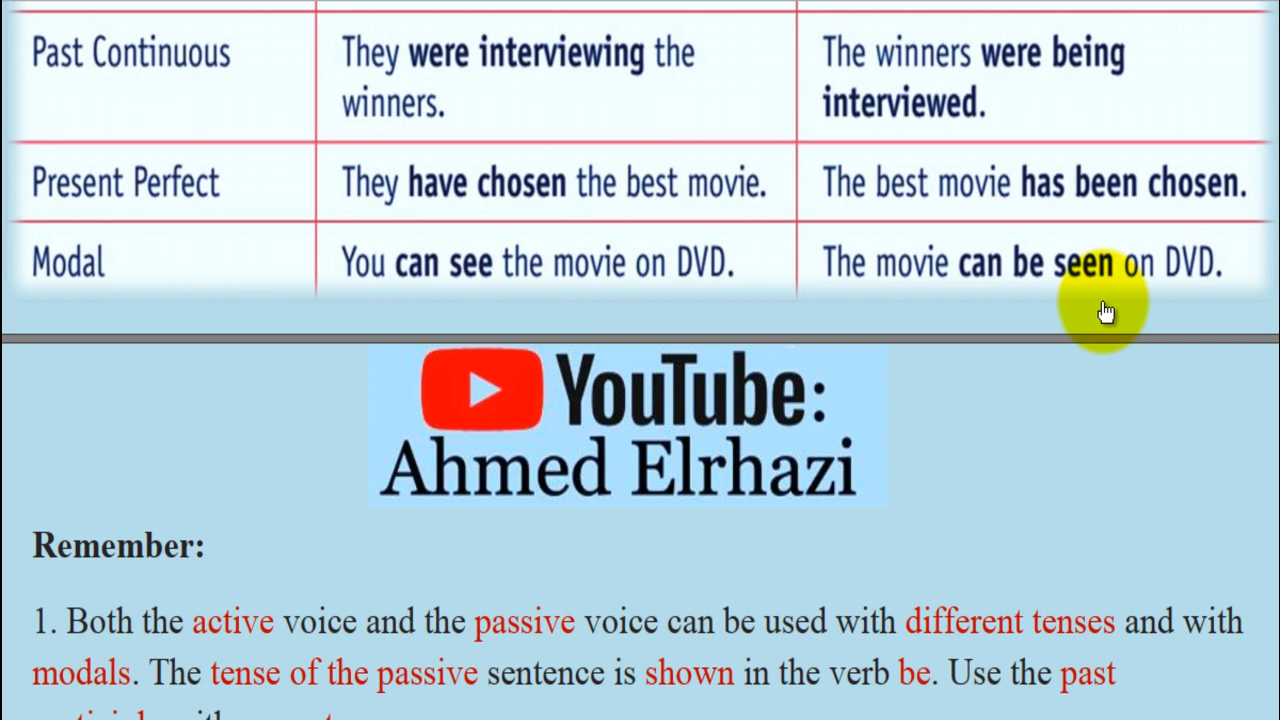 Past Continuous
They were interviewing the
winners.
The winners were being
interviewed.
Present Perfect
They have chosen the best movie.
The best movie has been chosen.
Modal
You can see the movie on DVD.
The movie can be seen on DVD.
YouTube:
Ahmed Elrhazi
Remember:
1. Both the active voice and the passive voice can be used with different tenses and with
modals. The tense of the passive sentence is shown in the verb be. Use the past